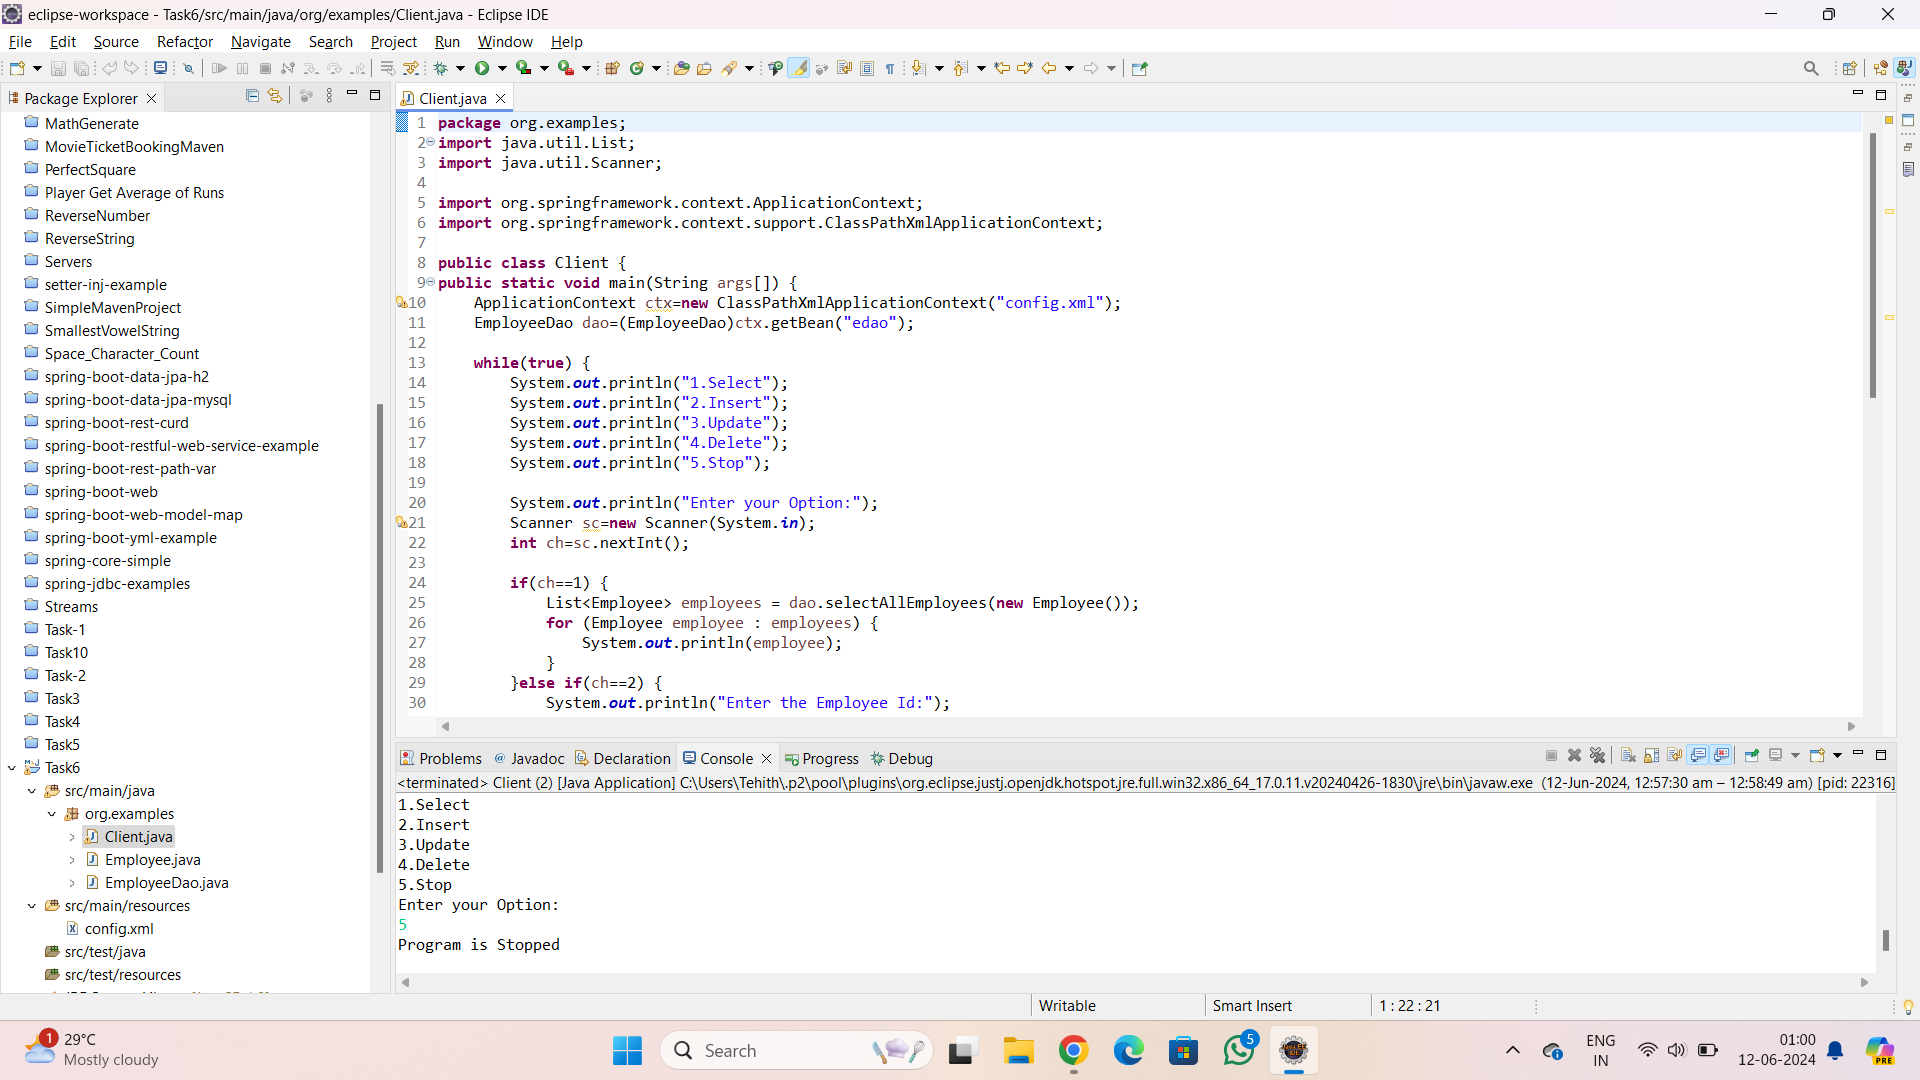 eclipse-workspace - Task6/src/main/java/org/examples/Client.java - Eclipse IDE
File Edit Source Refactor Navigate Search Project Run Window Help
Package Explorer
MathGenerate
MovieTicketBookingMaven
PerfectSquare
Player Get Average of Runs
ReverseNumber
ReverseString
Servers
setter-inj-example
SimpleMavenProject
SmallestVowelString
Space_Character_Count
spring-boot-data-jpa-h2
spring-boot-data-jpa-mysql
spring-boot-rest-curd
spring-boot-restful-web-service-example
spring-boot-rest-path-var
spring-boot-web
spring-boot-web-model-map
spring-boot-yml-example
spring-core-simple
spring-jdbc-examples
Streams
Task-1
Task10
Task-2
Task3
Task4
Task5
Task6
src/main/java
org.examples
Client.java
Employee.java
EmployeeDao.java
src/main/resources
config.xml
src/test/java
src/test/resources
Client.java
1 package org.examples;
2 import java.util.List;
3 import java.util.Scanner;
4
5 import org.springframework.context.ApplicationContext;
6 import org.springframework.context.support.ClassPathXmlApplicationContext;
7
8 public class Client {
9 public static void main(String args[]) {
10 ApplicationContext ctx=new ClassPathXmlApplicationContext("config.xml");
11 EmployeeDao dao=(EmployeeDao)ctx.getBean("edao");
12
13 while(true) {
14 System.out.println("1.Select");
15 System.out.println("2.Insert");
16 System.out.println("3.Update");
17 System.out.println("4.Delete");
18 System.out.println("5.Stop");
19
20 System.out.println("Enter your Option:");
21 Scanner sc=new Scanner(System.in);
22 int ch=sc.nextInt();
23
24 if(ch==1) {
25 List<Employee> employees = dao.selectAllEmployees(new Employee());
26 for (Employee employee : employees) {
27 System.out.println(employee);
28 }
29 }else if(ch==2) {
30 System.out.println("Enter the Employee Id:");
Problems Javadoc Declaration Console Progress Debug
<terminated> Client (2) [Java Application] C:\Users\Tehith\.p2\pool\plugins\org.eclipse.justj.openjdk.hotspot.jre.full.win32.x86_64_17.0.11.v20240426-1830\jre\bin\javaw.exe (12-Jun-2024, 12:57:30 am – 12:58:49 am) [pid: 22316]
1.Select
2.Insert
3.Update
4.Delete
5.Stop
Enter your Option:
5
Program is Stopped
Writable Smart Insert 1 : 22 : 21
1
29°C
Mostly cloudy
Search
5
ENG
IN
01:00
12-06-2024
PRE